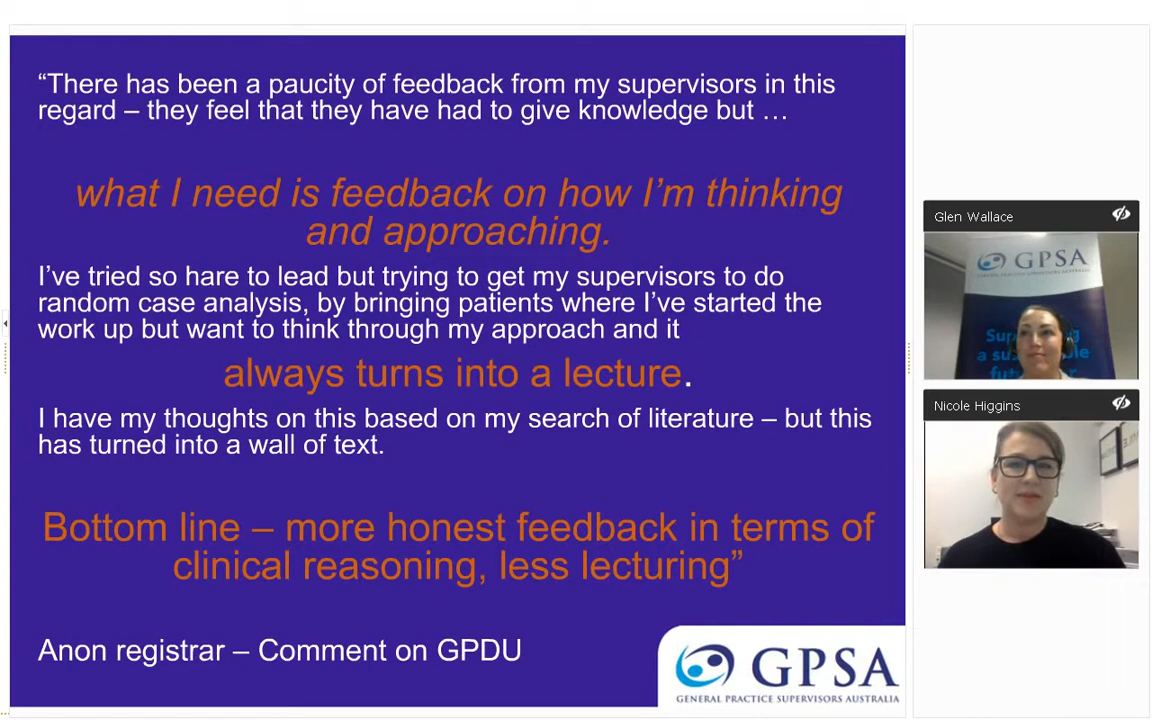 “There has been a paucity of feedback from my supervisors in this
regard – they feel that they have had to give knowledge but …
what I need is feedback on how I’m thinking
and approaching.
I’ve tried so hare to lead but trying to get my supervisors to do
random case analysis, by bringing patients where I’ve started the
work up but want to think through my approach and it
always turns into a lecture.
I have my thoughts on this based on my search of literature – but this
has turned into a wall of text.
Bottom line – more honest feedback in terms of
clinical reasoning, less lecturing”
Anon registrar – Comment on GPDU
GPSA
GENERAL PRACTICE SUPERVISORS AUSTRALIA
Glen Wallace
GPSA
GENERAL PRACTICE SUPERVISORS AUSTRALIA
Nicole Higgins